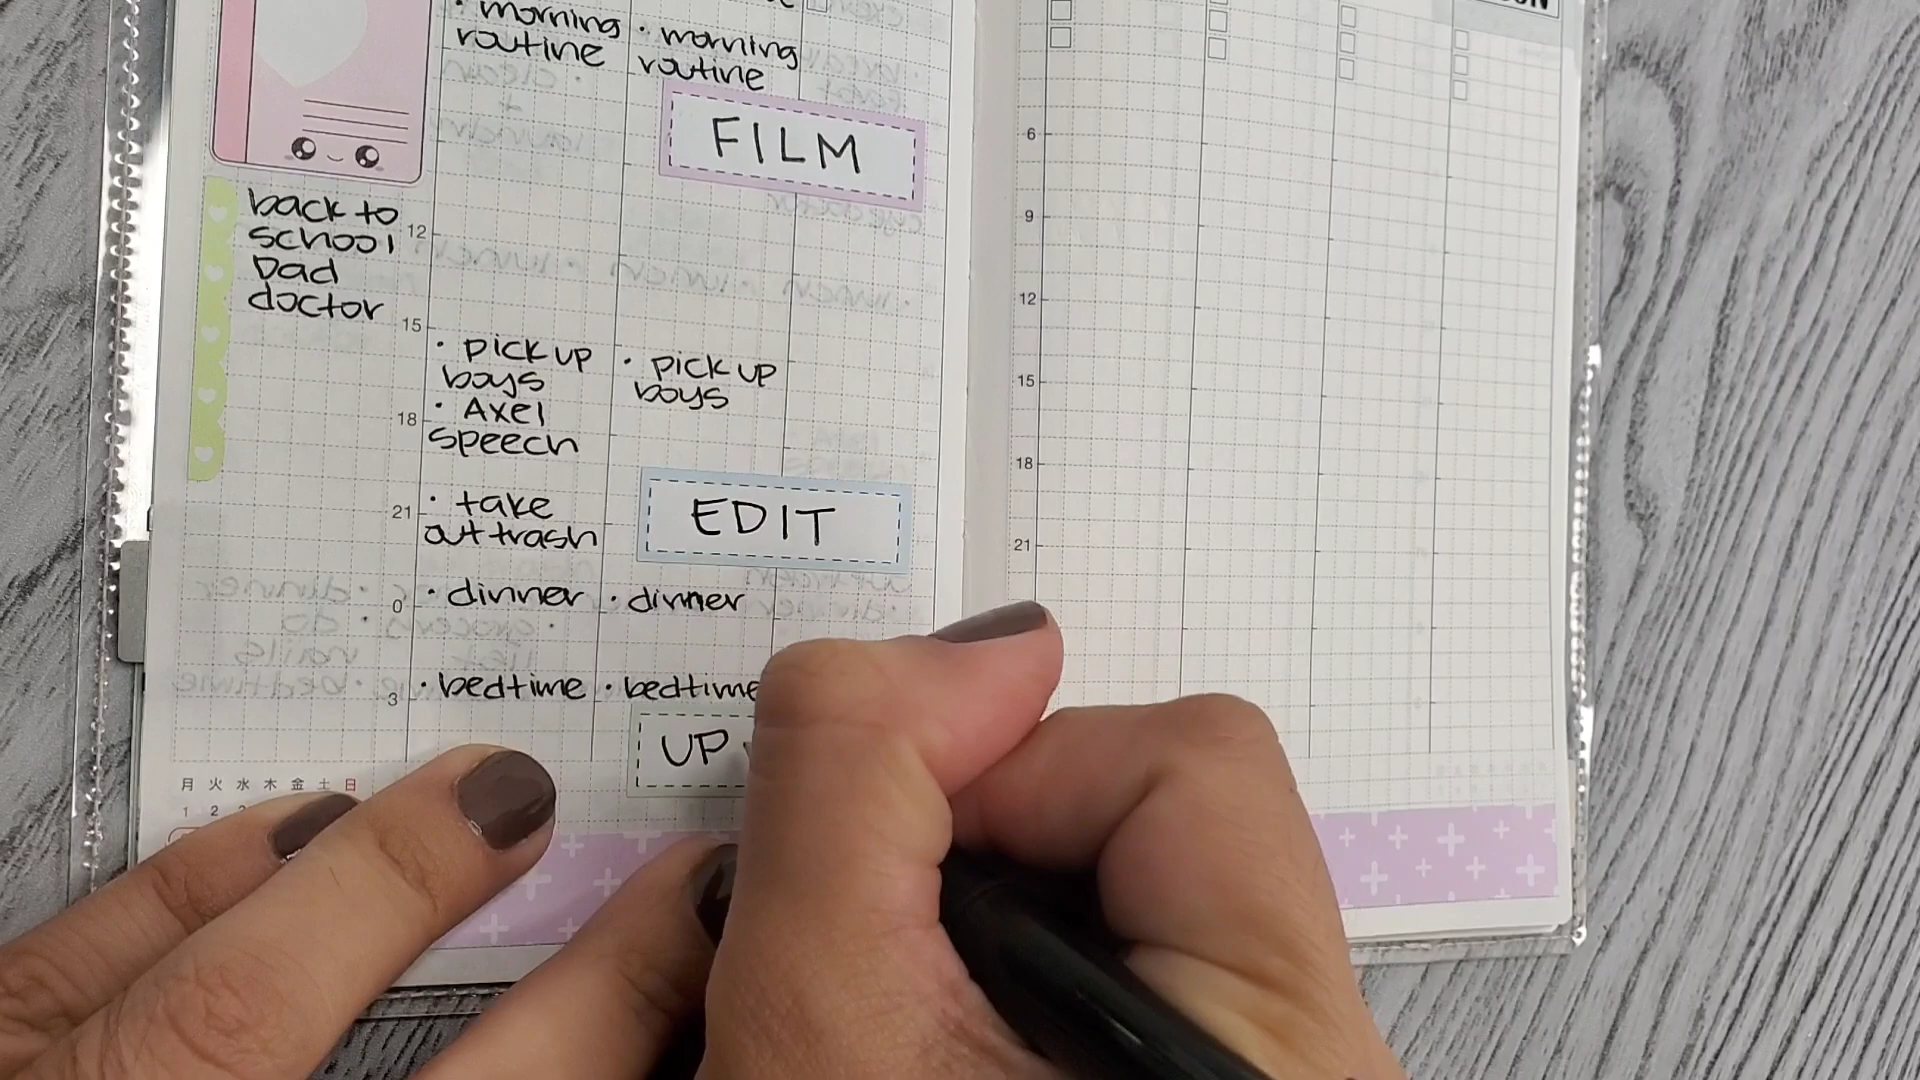 · morning
routine
· morning
routine
FILM
back to
school
Dad
doctor
12
15
18
21
0
3
· pick up
boys
· Axel
speech
· take
out trash
· dinner
· bedtime
· pick up
boys
EDIT
· dinner
· bedtime
UP
月 火 水 木 金 土 日
1 2
6
9
12
15
18
21